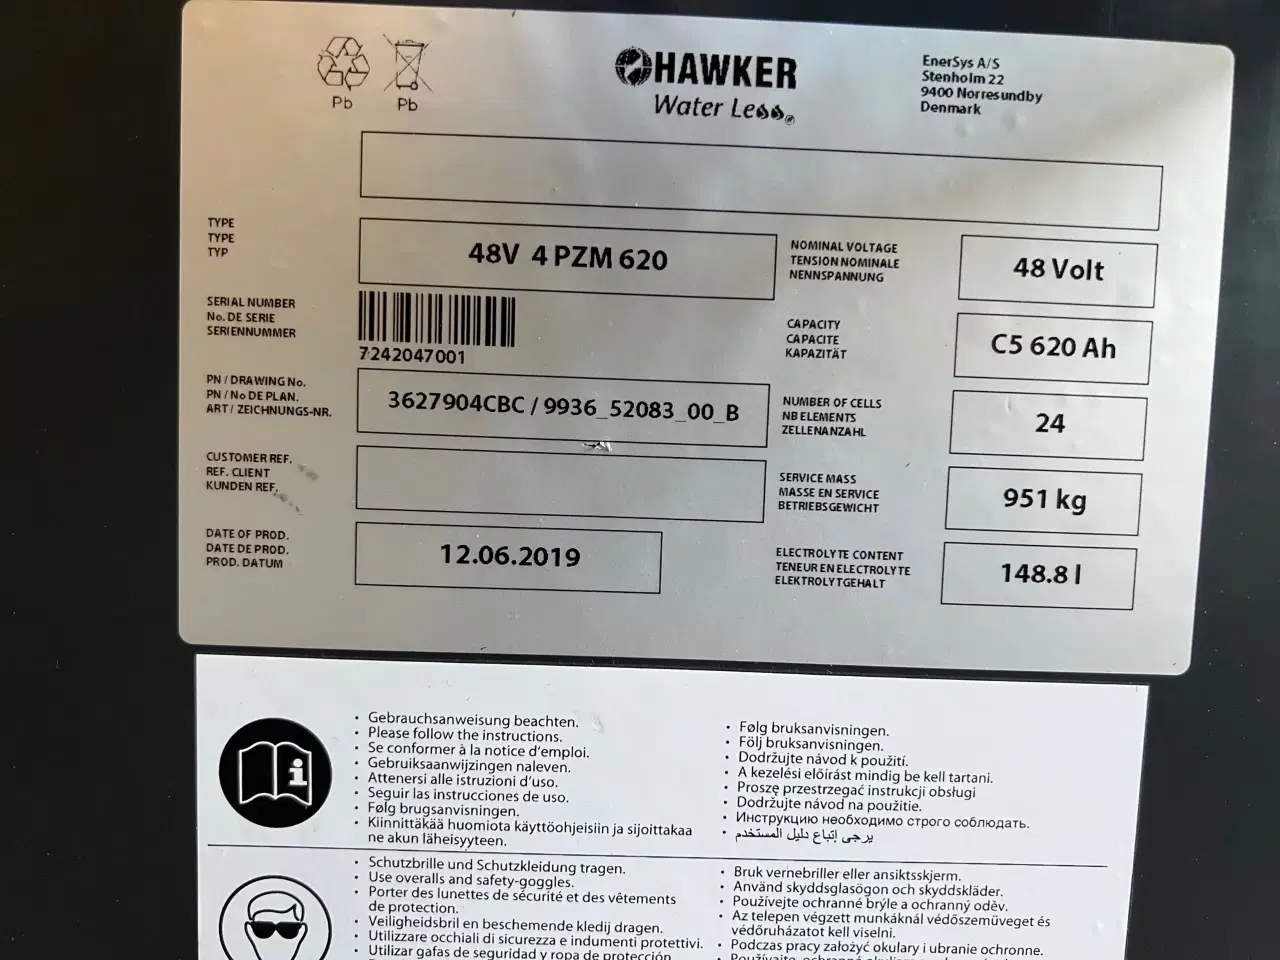 Pb
Pb
HAWKER
Water Less
EnerSys A/S
Stenholm 22
9400 Norresundby
Denmark
TYPE
TYPE
TYP
48V 4 PZM 620
NOMINAL VOLTAGE
TENSION NOMINALE
NENNSPANNUNG
48 Volt
SERIAL NUMBER
No. DE SERIE
SERIENNUMMER
7242047001
CAPACITY
CAPACITE
KAPAZITÄT
C5 620 Ah
PN / DRAWING No.
PN / No DE PLAN.
ART / ZEICHNUNGS-NR.
3627904CBC / 9936_52083_00_B
NUMBER OF CELLS
NB ELEMENTS
ZELLENANZAHL
24
CUSTOMER REF.
REF. CLIENT
KUNDEN REF.
SERVICE MASS
MASSE EN SERVICE
BETRIEBSGEWICHT
951 kg
DATE OF PROD.
DATE DE PROD.
PROD. DATUM
12.06.2019
ELECTROLYTE CONTENT
TENEUR EN ELECTROLYTE
ELEKTROLYTGEHALT
148.8 l
• Gebrauchsanweisung beachten.
• Please follow the instructions.
• Se conformer à la notice d'emploi.
• Gebruiksaanwijzingen naleven.
• Attenersi alle istruzioni d'uso.
• Seguir las instrucciones de uso.
• Følg brugsanvisningen.
• Kiinnittäkää huomiota käyttöohjeisiin ja sijoittakaa
ne akun läheisyyteen.
• Følg bruksanvisningen.
• Följ bruksanvisningen.
• Dodržujte návod k použití.
• A kezelési előírást mindig be kell tartani.
• Proszę przestrzegać instrukcji obsługi
• Dodržujte návod na použitie.
• Инструкцию необходимо строго соблюдать.
• يرجى إتباع دليل المستخدم
• Schutzbrille und Schutzkleidung tragen.
• Use overalls and safety-goggles.
• Porter des lunettes de sécurité et des vêtements
de protection.
• Veiligheidsbril en beschemende kledij dragen.
• Utilizzare occhiali di sicurezza e indumenti protettivi.
• Utilizar gafas de seguridad y ropa de protección
• Bruk vernebriller eller ansiktsskjerm.
• Använd skyddsglasögon och skyddskläder.
• Používejte ochranné brýle a ochranný oděv.
• Az telepen végzett munkáknál védőszemüveget és
védőruházatot kell viselni.
• Podczas pracy założyć okulary i ubranie ochronne.